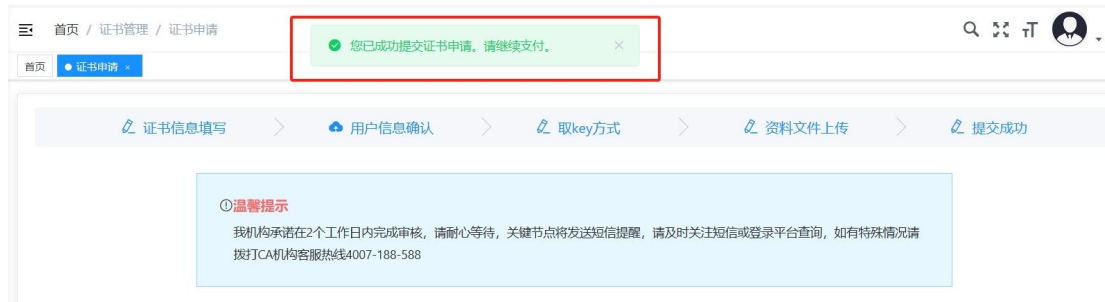 首页 / 证书管理 / 证书申请
您已成功提交证书申请。请继续支付。
首页
证书申请
证书信息填写
用户信息确认
取key方式
资料文件上传
提交成功
温馨提示
我机构承诺在2个工作日内完成审核,请耐心等待,关键节点将发送短信提醒,请及时关注短信或登录平台查询,如有特殊情况请
拨打CA机构客服热线4007-188-588